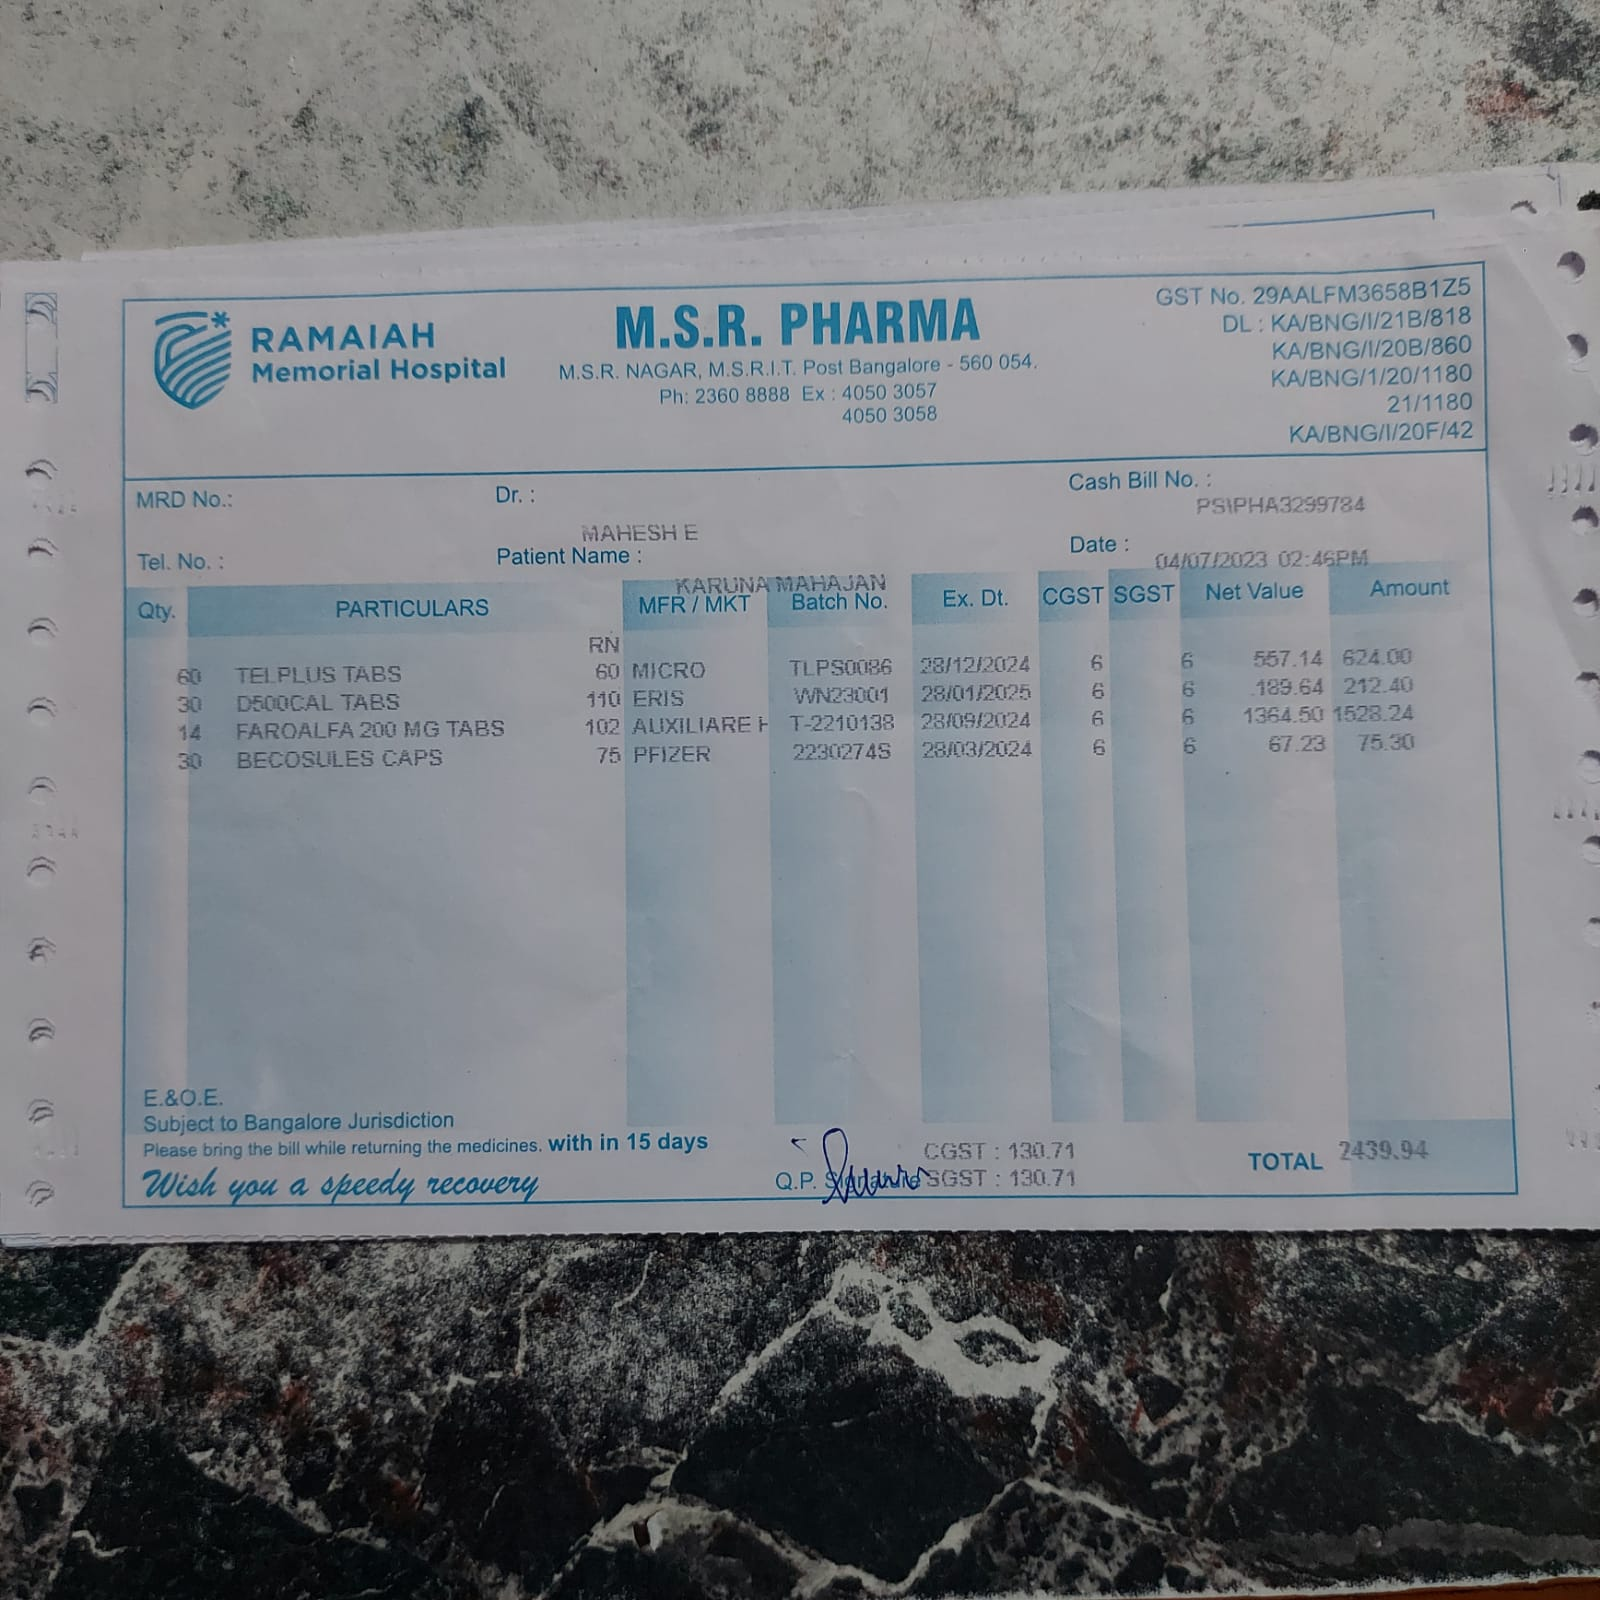 RAMAIAH
Memorial Hospital
M.S.R. PHARMA
M.S.R. NAGAR, M.S.R.I.T. Post Bangalore - 560 054.
Ph: 2360 8888 Ex : 4050 3057
4050 3058
GST No. 29AALFM3658B1Z5
DL : KA/BNG/I/21B/818
KA/BNG/I/20B/860
KA/BNG/1/20/1180
21/1180
KA/BNG/I/20F/42
MRD No.: Dr. : Cash Bill No. :
MAHESH E PSIPHA3299784
Tel. No. : Patient Name : Date :
KARUNA MAHAJAN 04/07/2023 02:46PM
Qty. PARTICULARS MFR / MKT Batch No. Ex. Dt. CGST SGST Net Value Amount
RN
60 TELPLUS TABS 60 MICRO TLPS0086 28/12/2024 6 6 557.14 624.00
30 D500CAL TABS 110 ERIS WN23001 28/01/2025 6 6 189.64 212.40
14 FAROALFA 200 MG TABS 102 AUXILIARE H T-2210138 28/09/2024 6 6 1364.50 1528.24
30 BECOSULES CAPS 75 PFIZER 2230274S 28/03/2024 6 6 67.23 75.30
E.&O.E.
Subject to Bangalore Jurisdiction
Please bring the bill while returning the medicines. with in 15 days
Wish you a speedy recovery
Q.P. Signature
CGST : 130.71
SGST : 130.71
TOTAL 2439.94